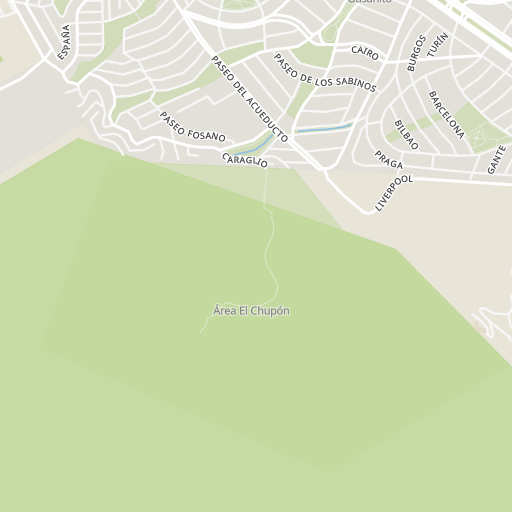 ESPAÑA
CAIRO
BURGOS
TURÍN
PASEO DE LOS SABINOS
PASEO DEL ACUEDUCTO
BARCELONA
PASEO FOSANO
BILBAO
CARAGLIO
PRAGA
GANTE
LIVERPOOL
Área El Chupón